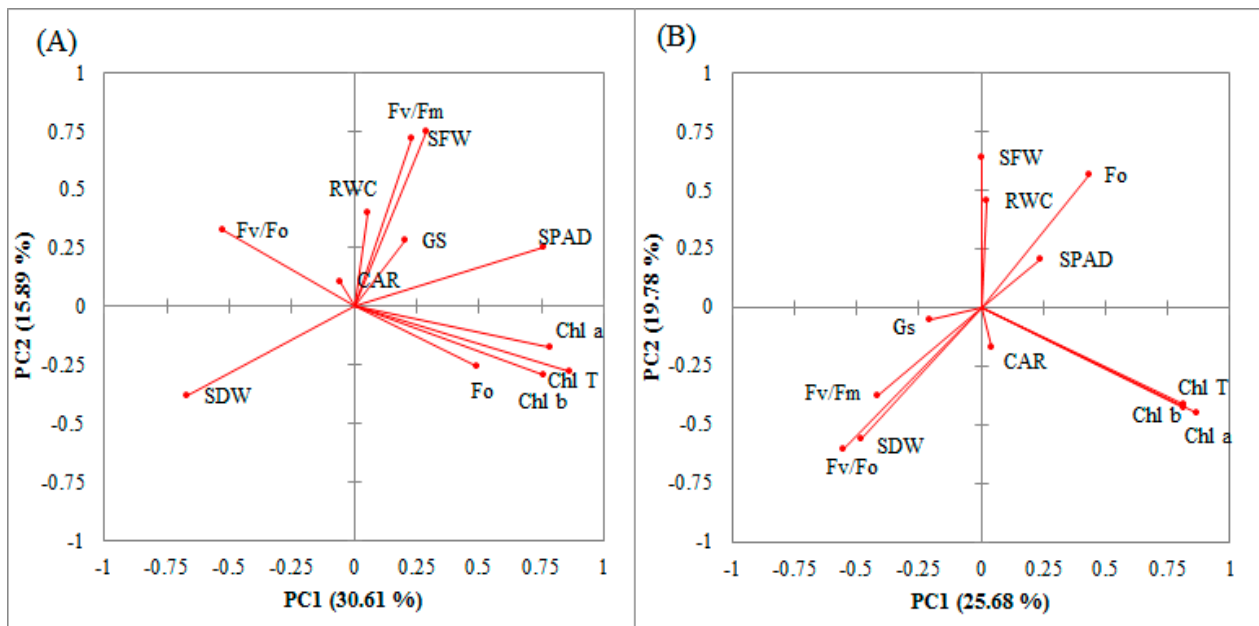 (A)
1
0.75
0.5
0.25
0
-0.25
-0.5
-0.75
-1
PC2 (15.89 %)
Fv/Fm
SFW
RWC
Fv/Fo
GS
SPAD
CAR
Chl a
Fo
Chl T
Chl b
SDW
-1 -0.75 -0.5 -0.25 0 0.25 0.5 0.75 1
PC1 (30.61 %)
(B)
1
0.75
0.5
0.25
0
-0.25
-0.5
-0.75
-1
PC2 (19.78 %)
SFW
Fo
RWC
SPAD
Gs
CAR
Fv/Fm
Chl T
Chl b
Chl a
SDW
Fv/Fo
-1 -0.75 -0.5 -0.25 0 0.25 0.5 0.75 1
PC1 (25.68 %)